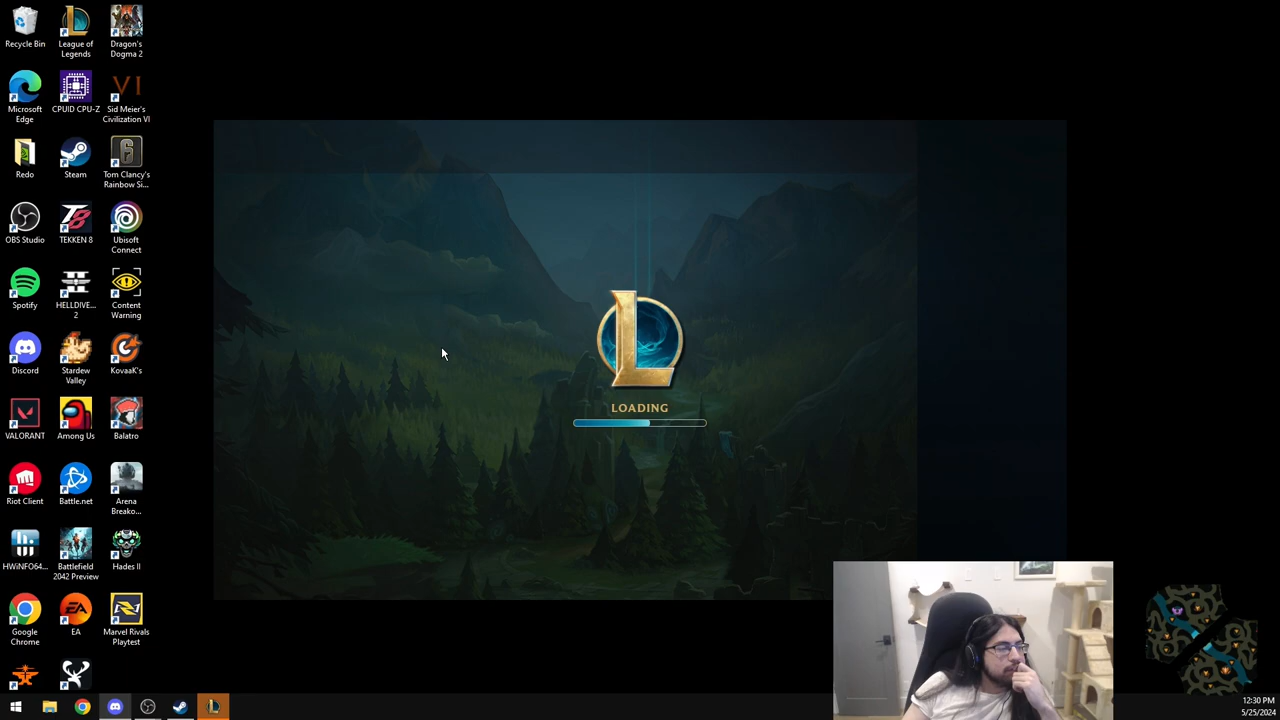 Recycle Bin
League of
Legends
Dragon's
Dogma 2
Microsoft
Edge
CPUID CPU-Z
Sid Meier's
Civilization VI
Redo
Steam
Tom Clancy's
Rainbow Si...
OBS Studio
TEKKEN 8
Ubisoft
Connect
Spotify
HELLDIVE...
2
Content
Warning
Discord
Stardew
Valley
KovaaK's
VALORANT
Among Us
Balatro
Riot Client
Battle.net
Arena
Breako...
HWiNFO64...
Battlefield
2042 Preview
Hades II
Google
Chrome
EA
Marvel Rivals
Playtest
LOADING
12:30 PM
5/25/2024